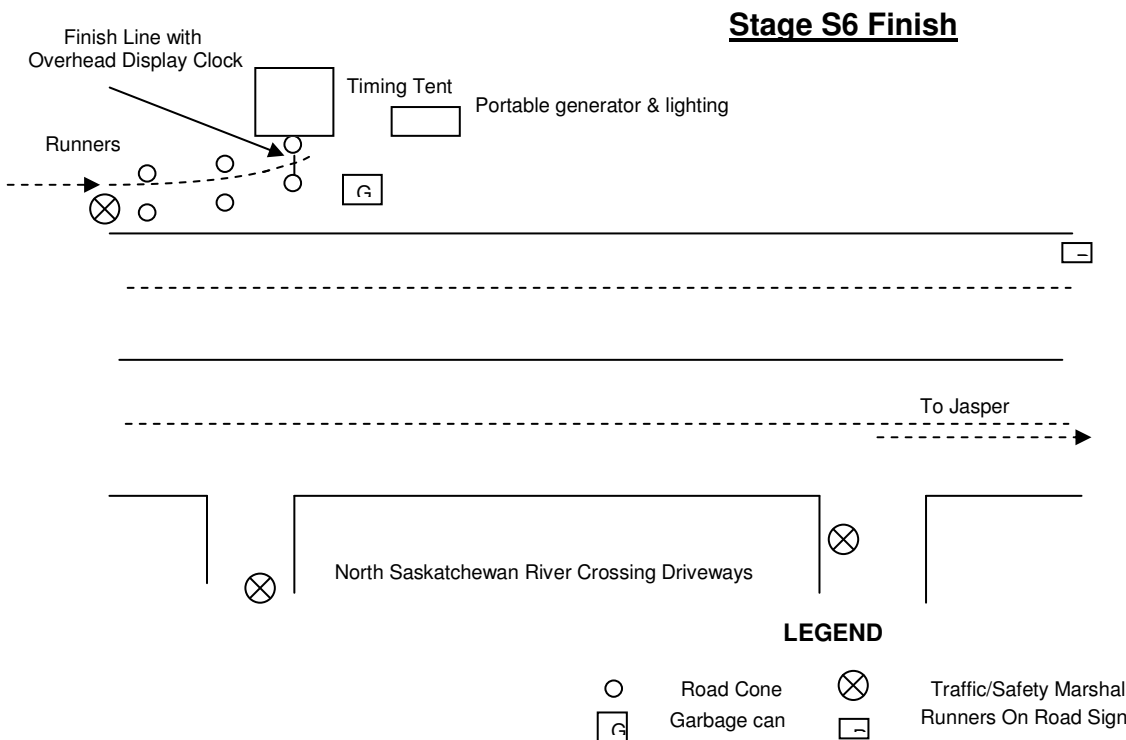 Stage S6 Finish
Finish Line with
Overhead Display Clock
Timing Tent
Portable generator & lighting
Runners
G
To Jasper
North Saskatchewan River Crossing Driveways
LEGEND
Road Cone
Traffic/Safety Marshal
G
Garbage can
Runners On Road Sign